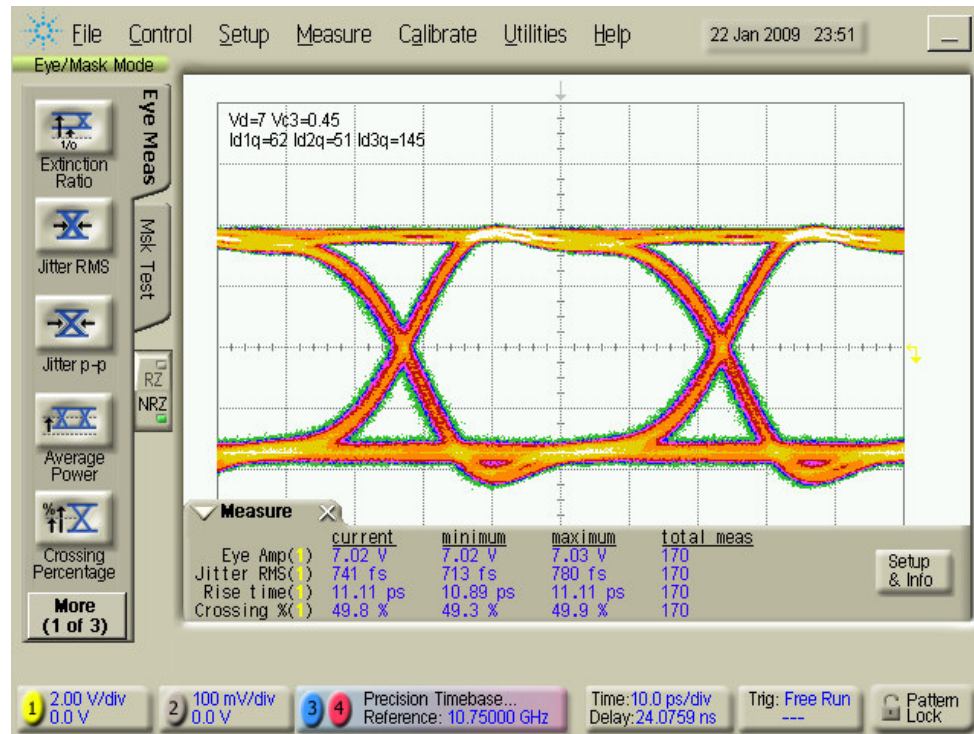 File Control Setup Measure Calibrate Utilities Help 22 Jan 2009 23:51
Eye/Mask Mode
Eye Meas
Msk Test
1/0
Extinction
Ratio
Jitter RMS
Jitter p-p
RZ
NRZ
Average
Power
%
Crossing
Percentage
More
(1 of 3)
Vd=7 Vc3=0.45
Id1q=62 Id2q=51 Id3q=145
Measure
current minimum maximum total meas
Eye Amp(1) 7.02 V 7.02 V 7.03 V 170
Jitter RMS(1) 741 fs 713 fs 780 fs 170
Rise time(1) 11.11 ps 10.89 ps 11.11 ps 170
Crossing %(1) 49.8 % 49.3 % 49.9 % 170
Setup
& Info
1 2.00 V/div
0.0 V
2 100 mV/div
0.0 V
3 4 Precision Timebase...
Reference: 10.75000 GHz
Time:10.0 ps/div
Delay:24.0759 ns
Trig: Free Run
---
Pattern
Lock